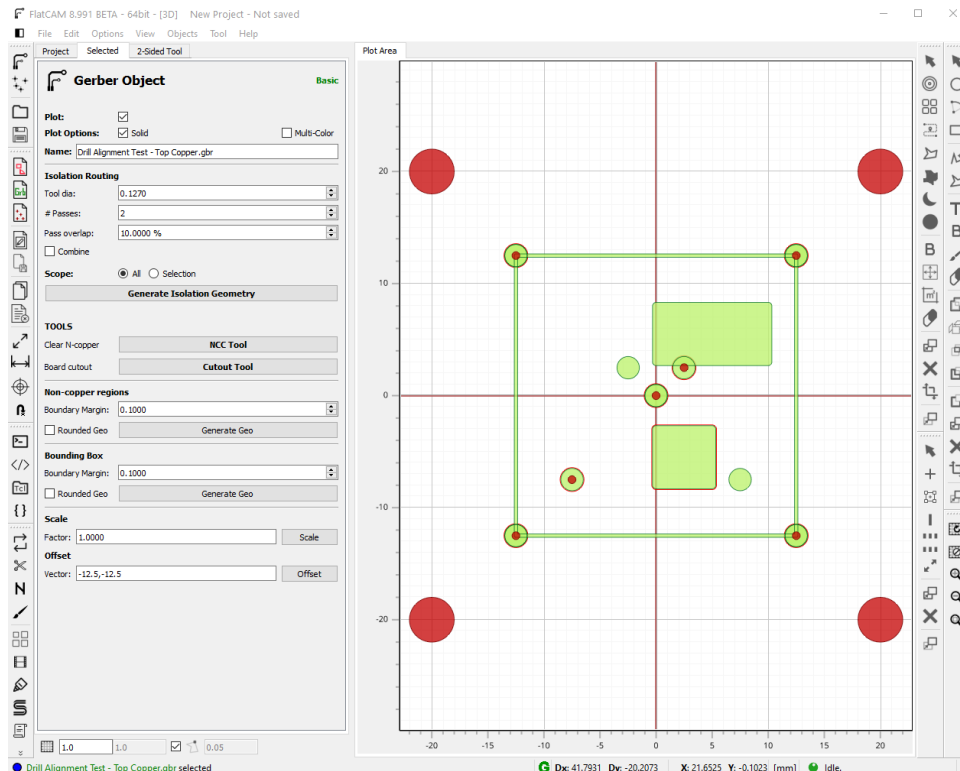 FlatCAM 8.991 BETA - 64bit - [3D] New Project - Not saved
File Edit Options View Objects Tool Help
Project Selected 2-Sided Tool Plot Area
Gerber Object Basic
Plot:
Plot Options: Solid Multi-Color
Name: Drill Alignment Test - Top Copper.gbr
Isolation Routing
Tool dia: 0.1270
# Passes: 2
Pass overlap: 10.0000 %
Combine
Scope: All Selection
Generate Isolation Geometry
TOOLS
Clear N-copper NCC Tool
Board cutout Cutout Tool
Non-copper regions
Boundary Margin: 0.1000
Rounded Geo Generate Geo
Bounding Box
Boundary Margin: 0.1000
Rounded Geo Generate Geo
Scale
Factor: 1.0000 Scale
Offset
Vector: -12.5,-12.5 Offset
20
10
0
-10
-20
-20 -15 -10 -5 0 5 10 15 20
1.0 1.0 0.05
Drill Alignment Test - Top Copper.gbr selected G Dx: 41.7931 Dy: -20.2073 X: 21.6525 Y: -0.1023 [mm] Idle.